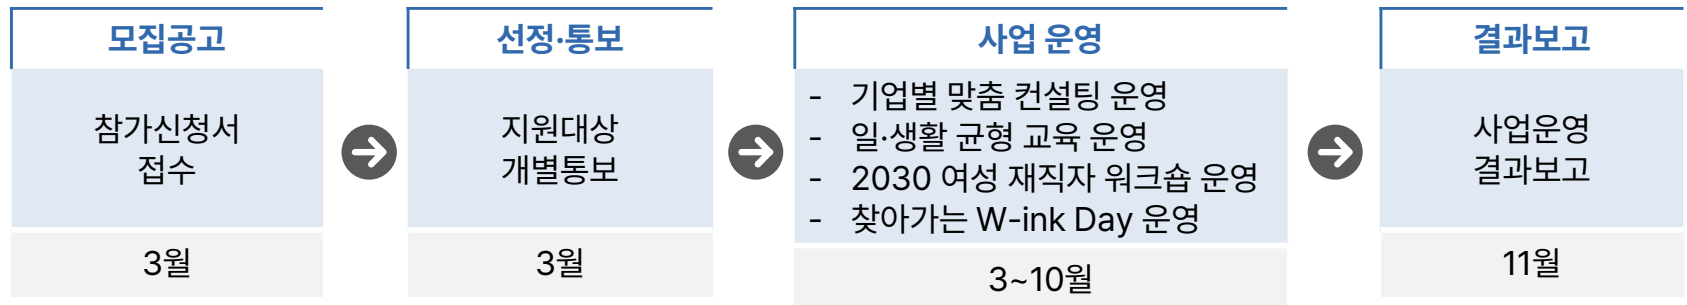 모집공고
참가신청서
접수
3월
선정·통보
지원대상
개별통보
3월
사업 운영
- 기업별 맞춤 컨설팅 운영
- 일·생활 균형 교육 운영
- 2030 여성 재직자 워크숍 운영
- 찾아가는 W-ink Day 운영
3~10월
결과보고
사업운영
결과보고
11월